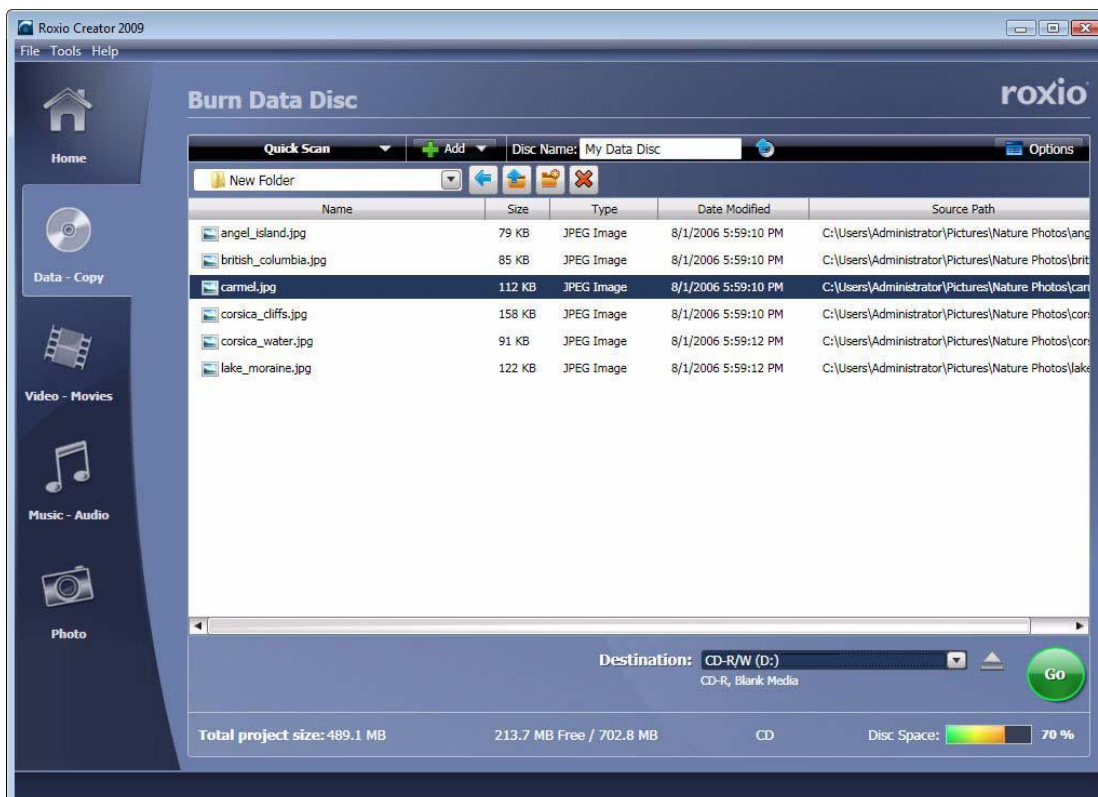 Roxio Creator 2009
File Tools Help
Burn Data Disc
roxio
Home
Quick Scan Add Disc Name: My Data Disc Options
New Folder
Name Size Type Date Modified Source Path
angel_island.jpg 79 KB JPEG Image 8/1/2006 5:59:10 PM C:\Users\Administrator\Pictures\Nature Photos\ang
british_columbia.jpg 85 KB JPEG Image 8/1/2006 5:59:10 PM C:\Users\Administrator\Pictures\Nature Photos\brit
carmel.jpg 112 KB JPEG Image 8/1/2006 5:59:10 PM C:\Users\Administrator\Pictures\Nature Photos\car
corsica_cliffs.jpg 158 KB JPEG Image 8/1/2006 5:59:10 PM C:\Users\Administrator\Pictures\Nature Photos\cors
corsica_water.jpg 91 KB JPEG Image 8/1/2006 5:59:12 PM C:\Users\Administrator\Pictures\Nature Photos\cors
lake_moraine.jpg 122 KB JPEG Image 8/1/2006 5:59:12 PM C:\Users\Administrator\Pictures\Nature Photos\lake
Data - Copy
Video - Movies
Music - Audio
Photo
Destination: CD-R/W (D:)
CD-R, Blank Media
Go
Total project size: 489.1 MB 213.7 MB Free / 702.8 MB CD Disc Space: 70 %